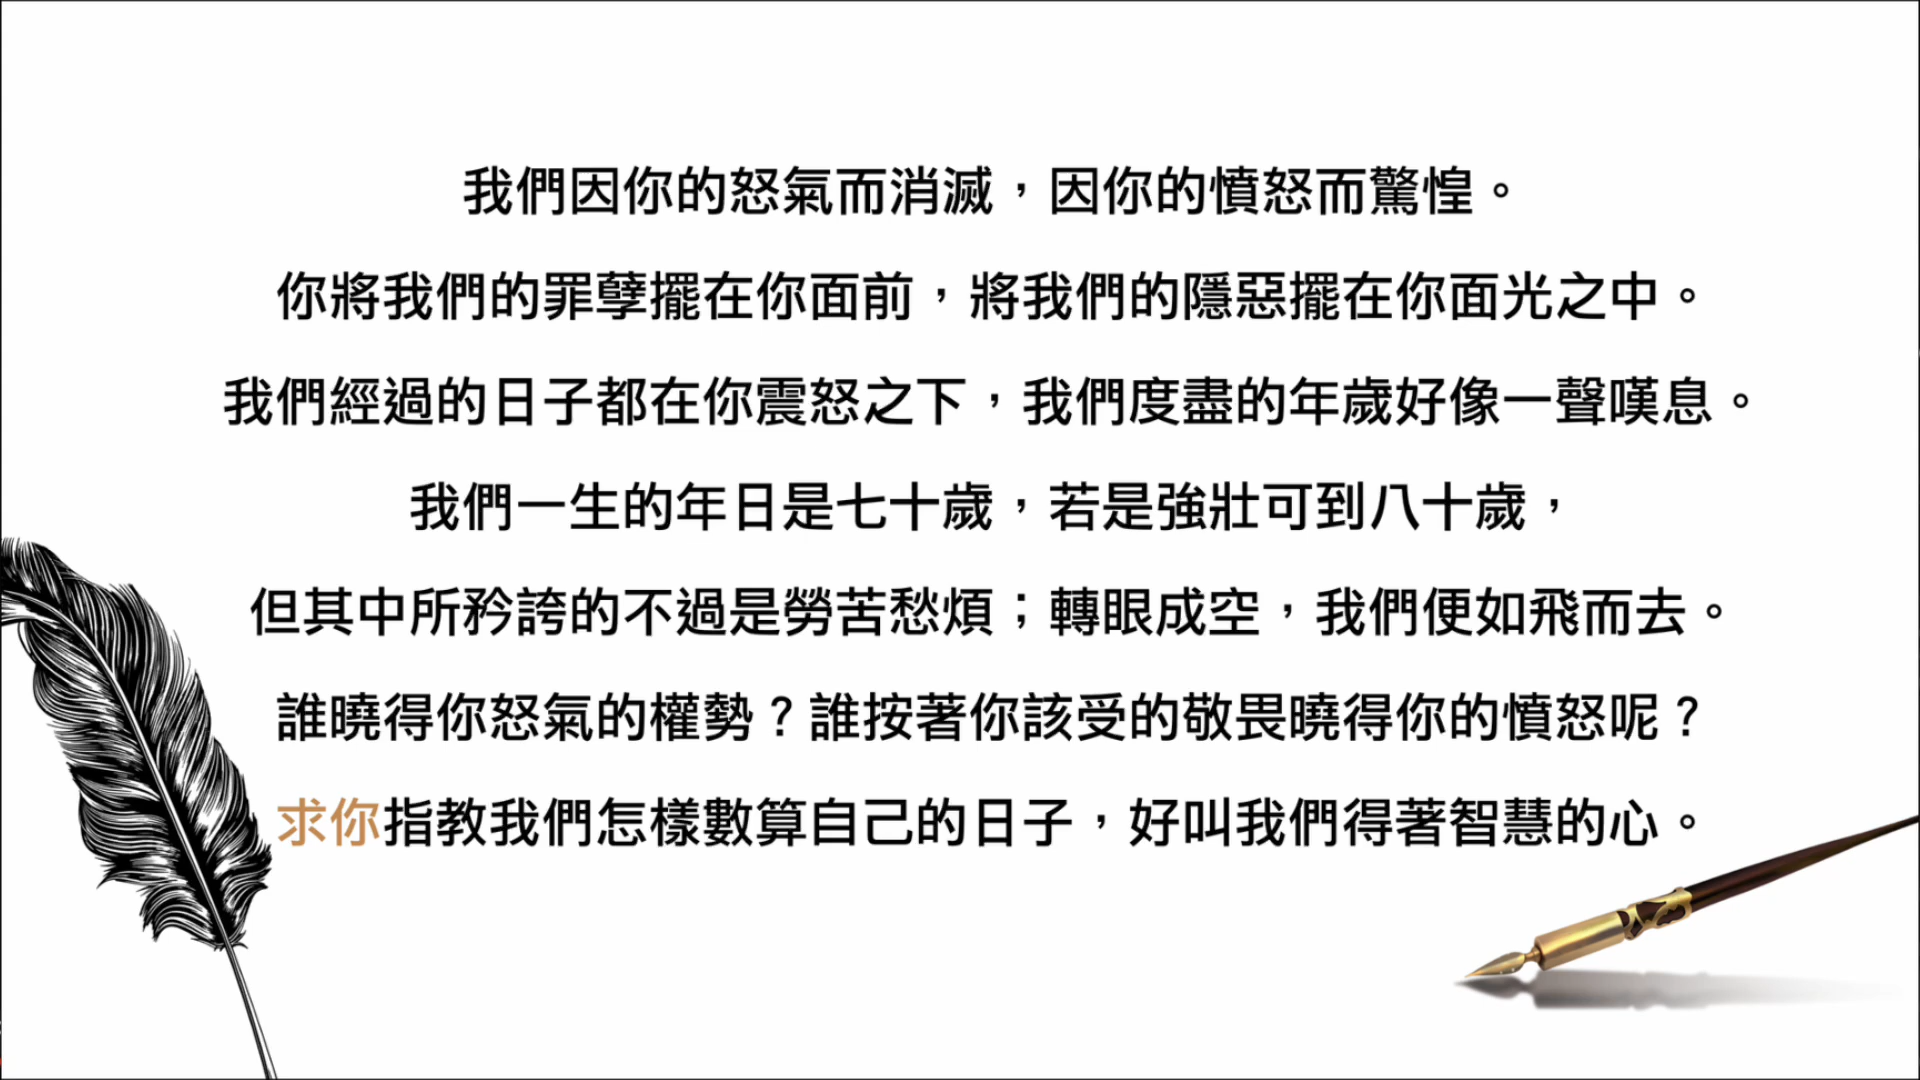 我們因你的怒氣而消滅，因你的憤怒而驚惶。
你將我們的罪孽擺在你面前，將我們的隱惡擺在你面光之中。
我們經過的日子都在你震怒之下，我們度盡的年歲好像一聲嘆息。
我們一生的年日是七十歲，若是強壯可到八十歲，
但其中所矜誇的不過是勞苦愁煩；轉眼成空，我們便如飛而去。
誰曉得你怒氣的權勢？誰按著你該受的敬畏曉得你的憤怒呢？
求你指教我們怎樣數算自己的日子，好叫我們得著智慧的心。